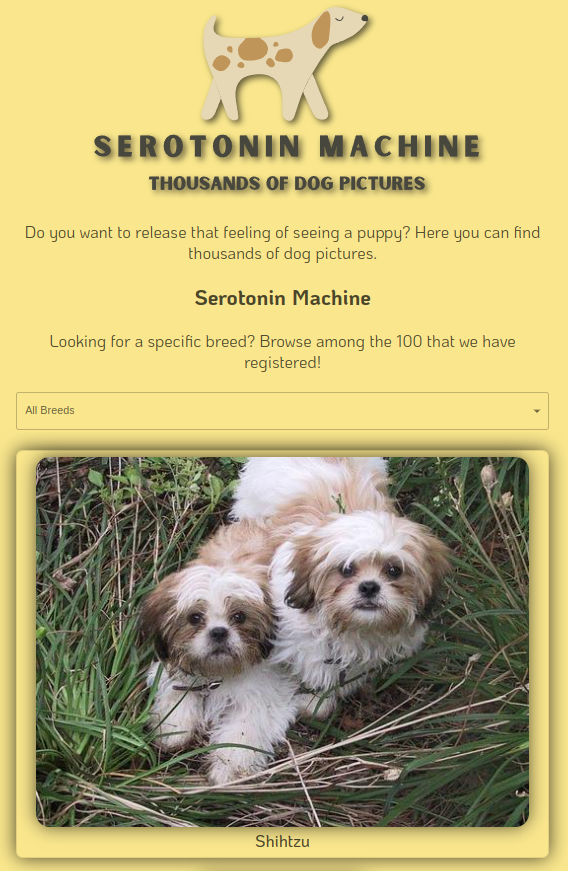 SEROTONIN MACHINE
THOUSANDS OF DOG PICTURES
Do you want to release that feeling of seeing a puppy? Here you can find
thousands of dog pictures.
Serotonin Machine
Looking for a specific breed? Browse among the 100 that we have
registered!
All Breeds
Shihtzu